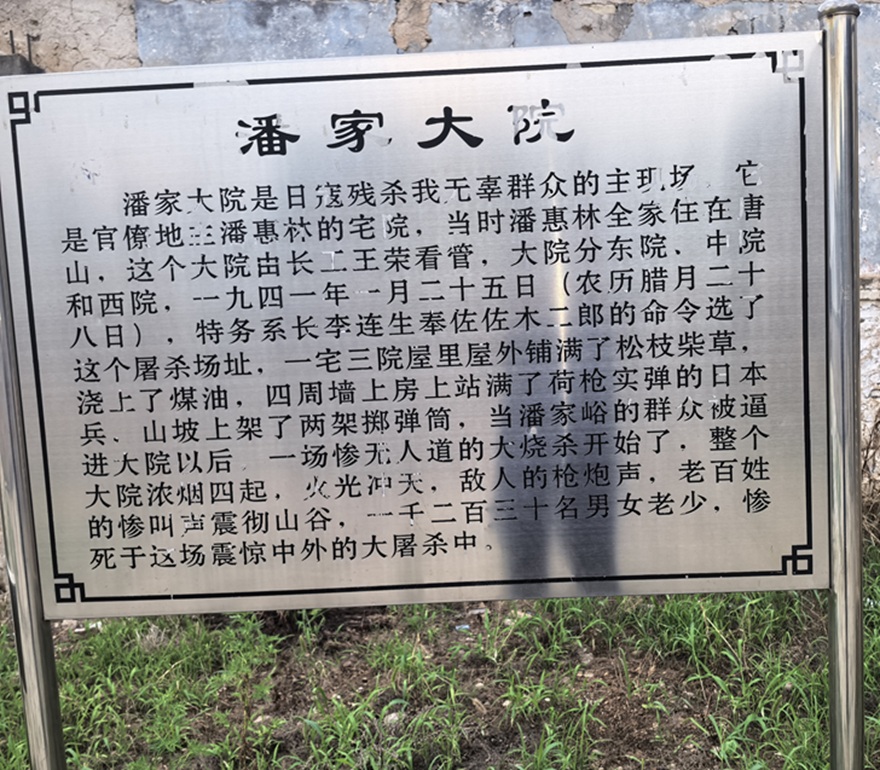 潘家大院
潘家大院是日寇残杀我无辜群众的主现场，它
是官僚地主潘惠林的宅院，当时潘惠林全家住在唐
山，这个大院由长工王荣看管，大院分东院、中院
和西院，一九四一年一月二十五日（农历腊月二十
八日），特务系长李连生奉佐佐木二郎的命令选了
这个屠杀场址，一宅三院屋里屋外铺满了松枝柴草，
浇上了煤油，四周墙上房上站满了荷枪实弹的日本
兵、山坡上架了两架掷弹筒，当潘家峪的群众被逼
进大院以后，一场惨无人道的大烧杀开始了，整个
大院浓烟四起，火光冲天，敌人的枪炮声，老百姓
的惨叫声震彻山谷，一千二百三十名男女老少，惨
死于这场震惊中外的大屠杀中。